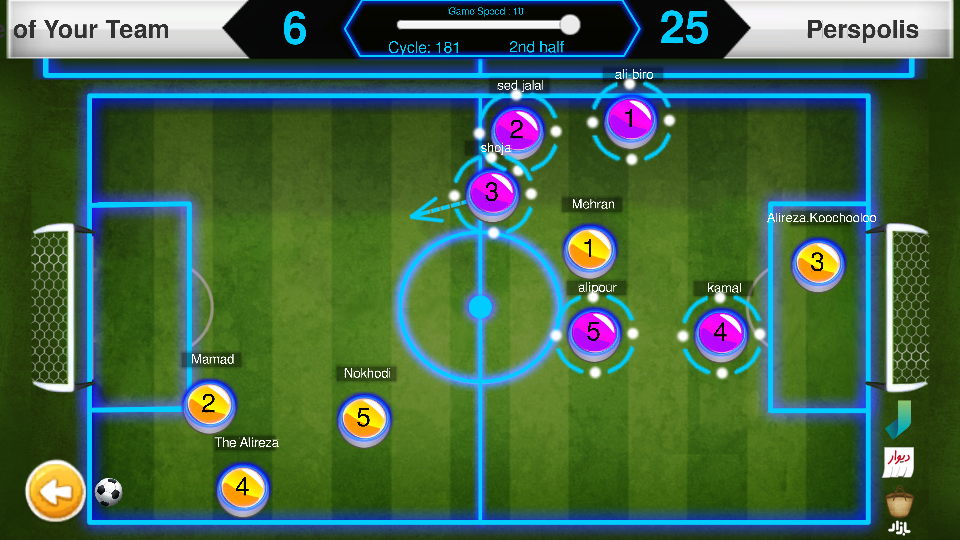 of Your Team
6
Game Speed : 10
Cycle: 181
2nd half
25
Perspolis
ali biro
1
sed jalal
2
shoja
3
Mehran
1
Alireza.Koochooloo
3
alipour
5
kamal
4
Mamad
2
Nokhodi
5
The Alireza
4
دیوار
بازار